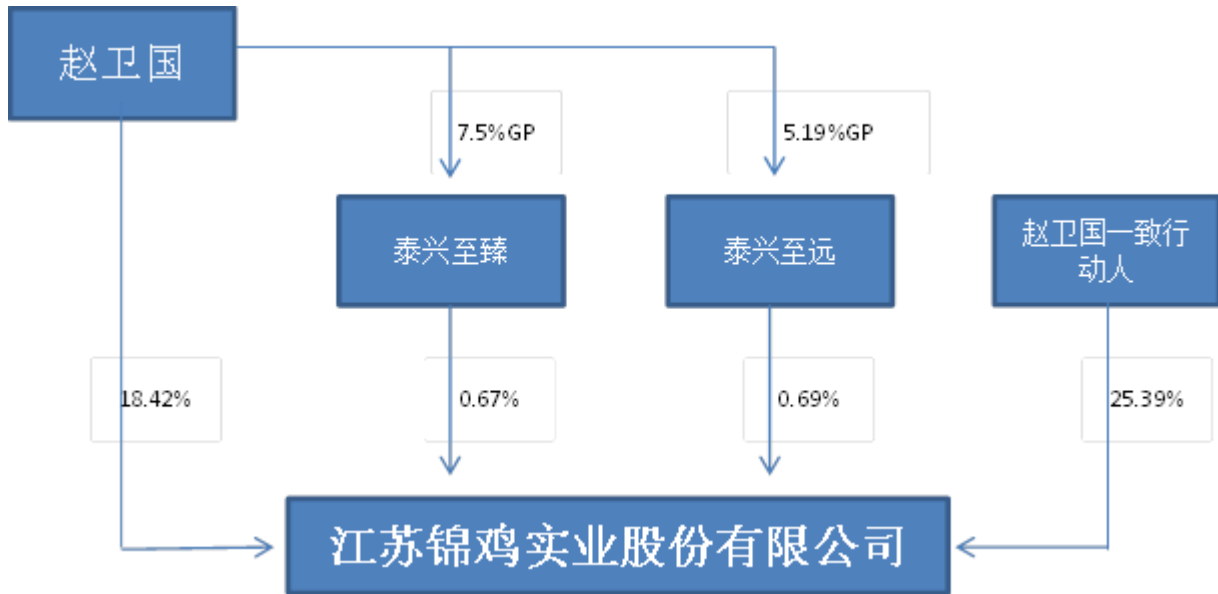 赵卫国
7.5%GP
5.19%GP
泰兴至臻
泰兴至远
赵卫国一致行
动人
18.42%
0.67%
0.69%
25.39%
江苏锦鸡实业股份有限公司